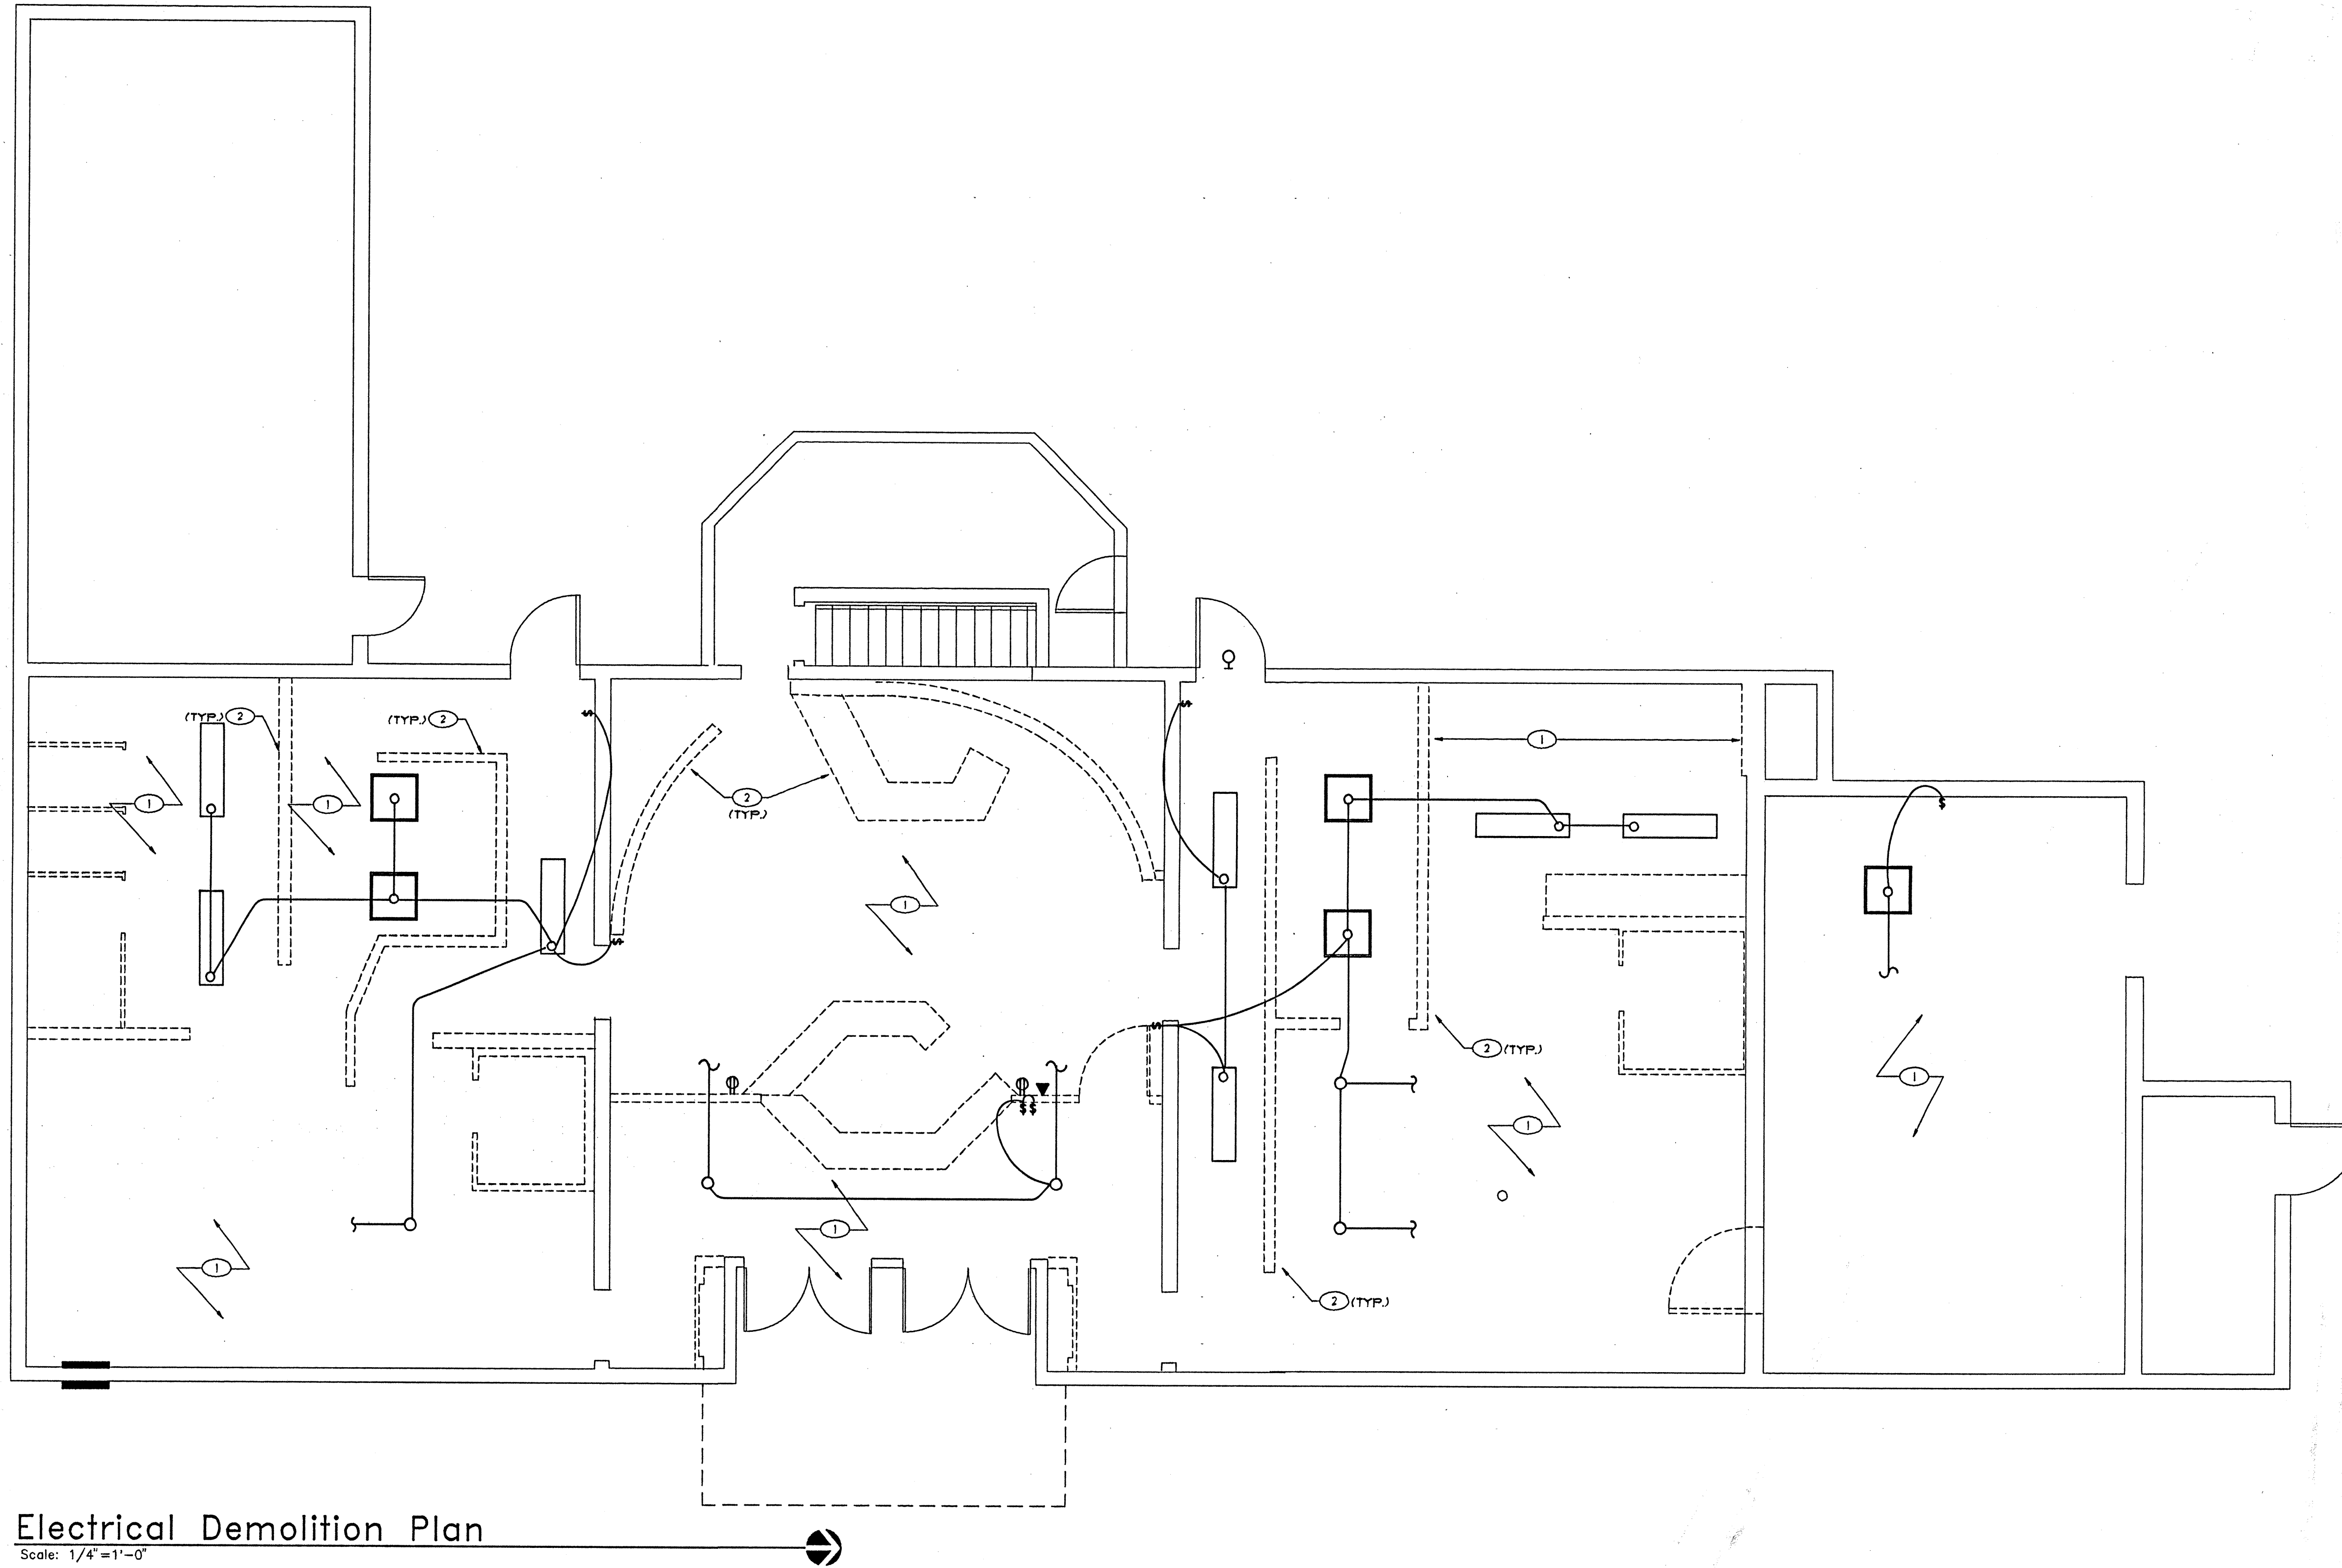 (TYP.) 2
(TYP.) 2
1
1
1
2
(TYP.)
$
$
$
$
$
1
2 (TYP.)
1
1
$ $
1
1
2 (TYP.)
Electrical Demolition Plan
Scale: 1/4"=1'-0"